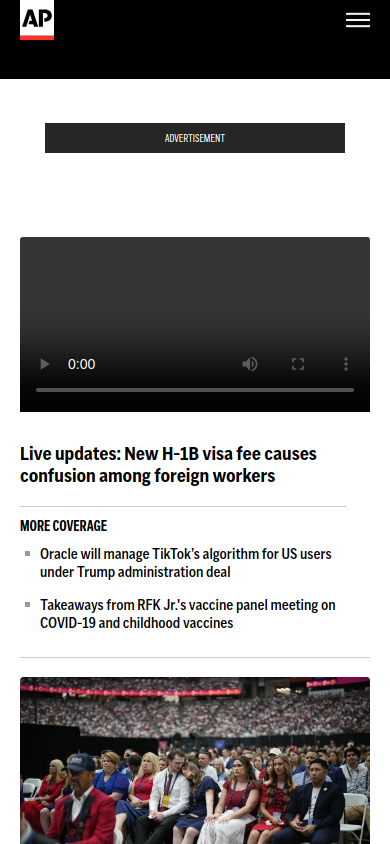 AP
ADVERTISEMENT
0:00
Live updates: New H-1B visa fee causes
confusion among foreign workers
MORE COVERAGE
Oracle will manage TikTok's algorithm for US users
under Trump administration deal
Takeaways from RFK Jr.'s vaccine panel meeting on
COVID-19 and childhood vaccines